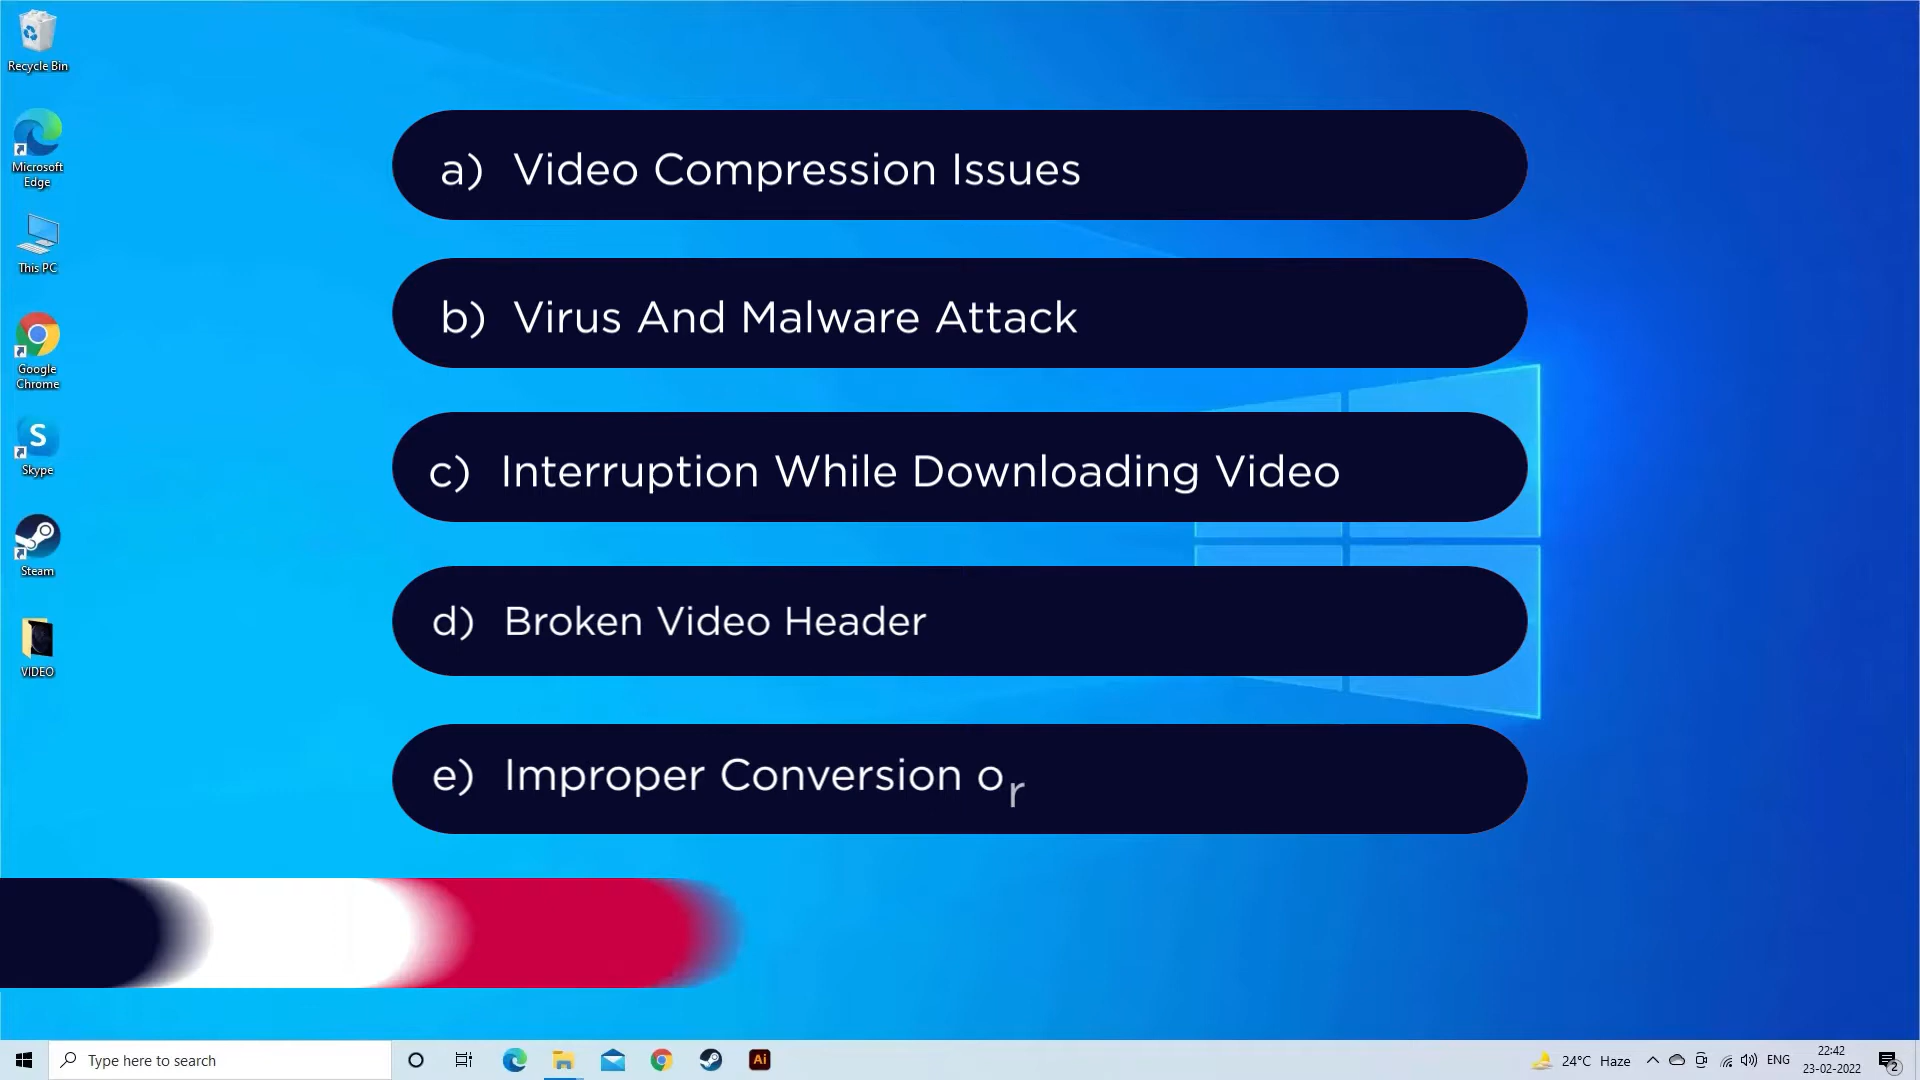 Recycle Bin
Microsoft
Edge
This PC
Google
Chrome
S
Skype
Steam
VIDEO
a) Video Compression Issues
b) Virus And Malware Attack
c) Interruption While Downloading Video
d) Broken Video Header
e) Improper Conversion or
Type here to search
Ai
24°C Haze
ENG
22:42
23-02-2022
2